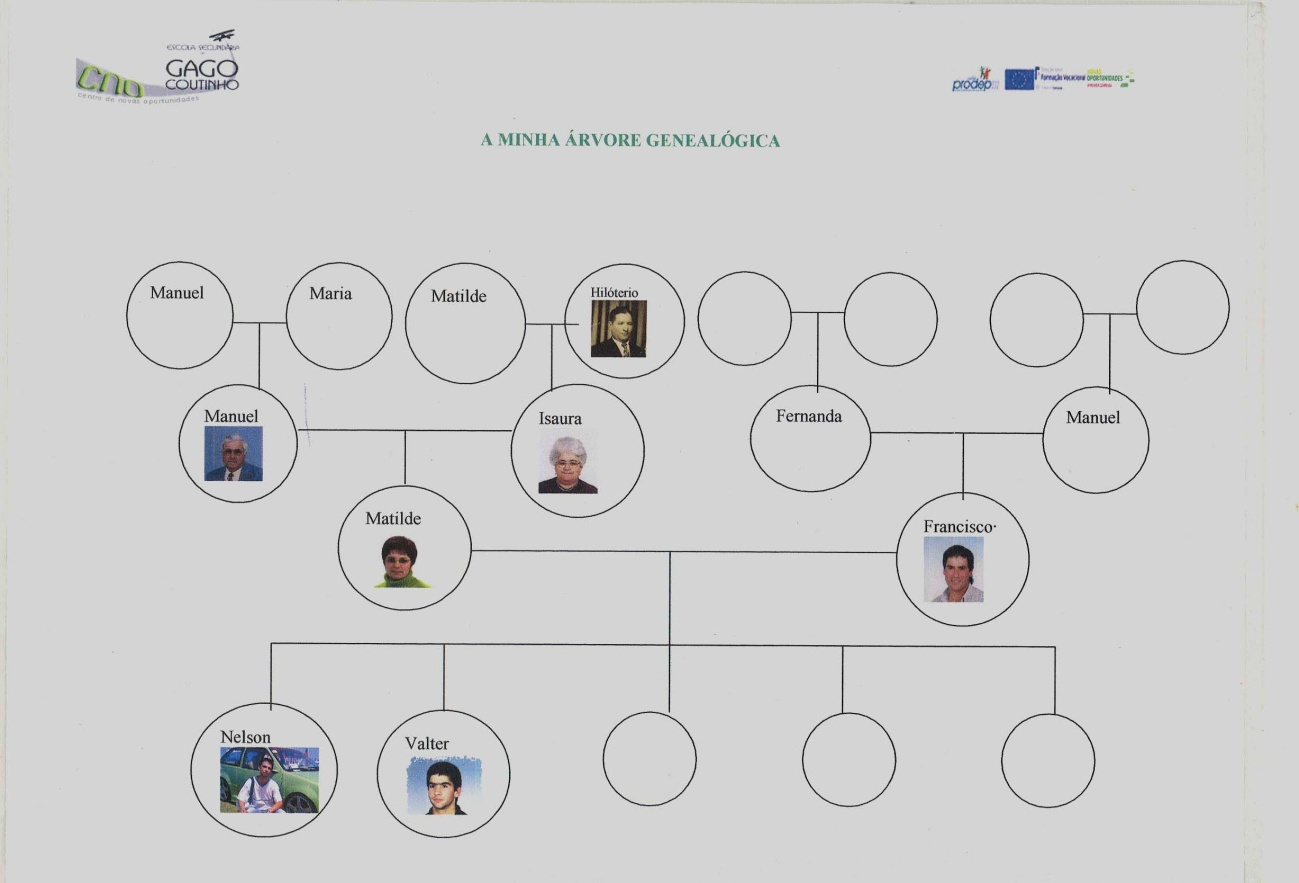 ESCOLA SECUNDÁRIA
GAGO
COUTINHO
cno
centro de novas oportunidades
prodep
Formação Vocacional
OPORTUNIDADES
A MINHA ÁRVORE GENEALÓGICA
Manuel
Maria
Matilde
Hilóterio
Manuel
Isaura
Fernanda
Manuel
Matilde
Francisco
Nelson
Valter